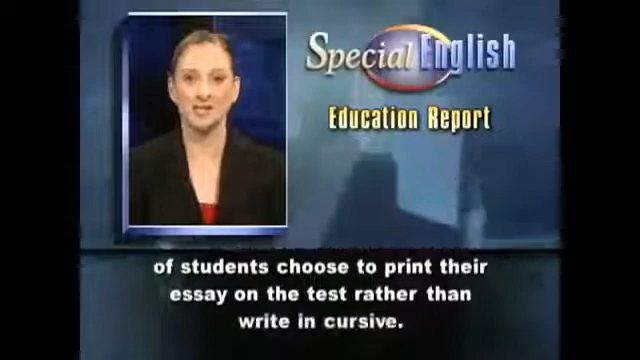 Special English
Education Report
of students choose to print their
essay on the test rather than
write in cursive.